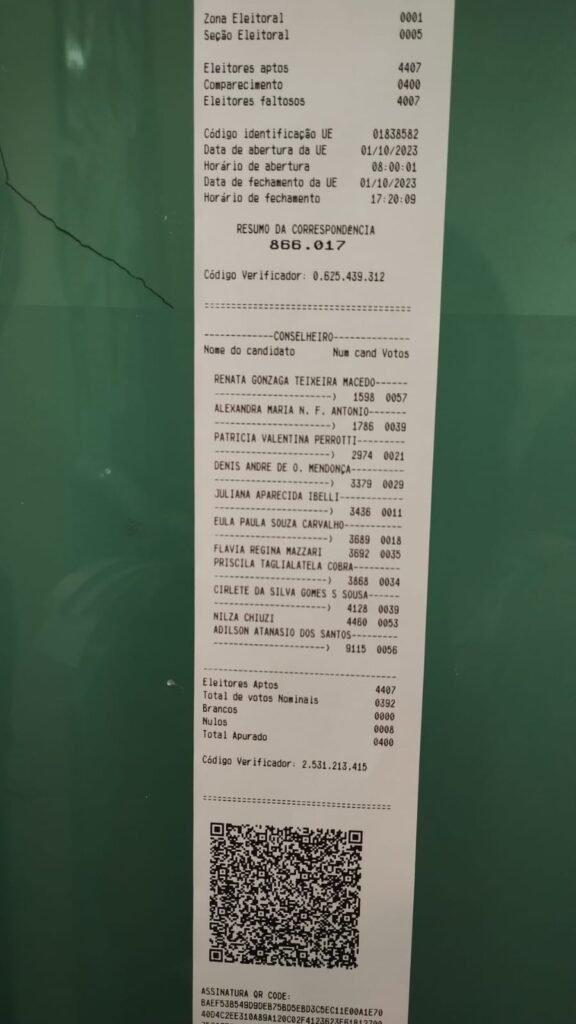 Zona Eleitoral 0001
Seção Eleitoral 0005
Eleitores aptos 4407
Comparecimento 0400
Eleitores faltosos 4007
Código identificação UE 01838582
Data de abertura da UE 01/10/2023
Horário de abertura 08:00:01
Data de fechamento da UE 01/10/2023
Horário de fechamento 17:20:09
RESUMO DA CORRESPONDÊNCIA
866.017
Código Verificador: 0.625.439.312
====================================
------------CONSELHEIRO-------------
Nome do candidato Num cand Votos
RENATA GONZAGA TEIXEIRA MACEDO------
---------------------) 1598 0057
ALEXANDRA MARIA N. F. ANTONIO-------
---------------------) 1786 0039
PATRICIA VALENTINA PERROTTI---------
---------------------) 2974 0021
DENIS ANDRE DE O. MENDONÇA----------
---------------------) 3379 0029
JULIANA APARECIDA IBELLI------------
---------------------) 3436 0011
EULA PAULA SOUZA CARVALHO-----------
---------------------) 3689 0018
FLAVIA REGINA MAZZARI 3692 0035
PRISCILA TAGLIALATELA COBRA---------
---------------------) 3868 0034
CIRLETE DA SILVA GOMES S SOUSA------
---------------------) 4128 0039
NILZA CHIUZI 4460 0053
ADILSON ATANASIO DOS SANTOS---------
---------------------) 9115 0056
------------------------------------
Eleitores Aptos 4407
Total de votos Nominais 0392
Brancos 0000
Nulos 0008
Total Apurado 0400
Código Verificador: 2.531.213.415
====================================
ASSINATURA QR CODE:
BAEF538549D9DEB75BD5EBD3C5EC11E00A1E70
40D4C2EE310A89A120C02F4123623E61812700